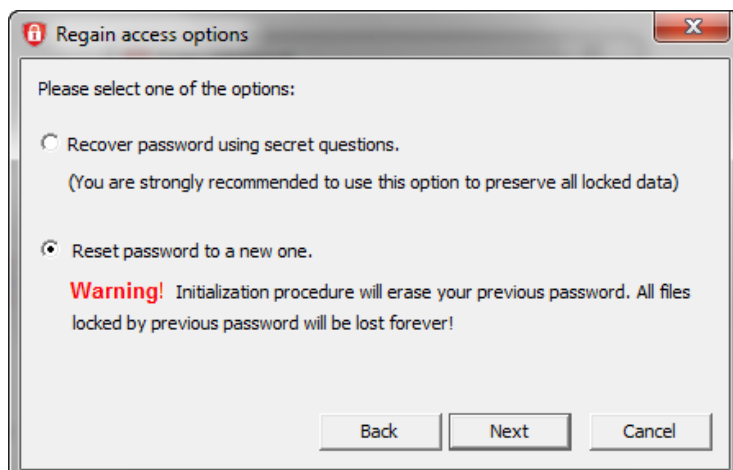 Regain access options
Please select one of the options:
Recover password using secret questions.
(You are strongly recommended to use this option to preserve all locked data)
Reset password to a new one.
Warning! Initialization procedure will erase your previous password. All files
locked by previous password will be lost forever!
Back Next Cancel